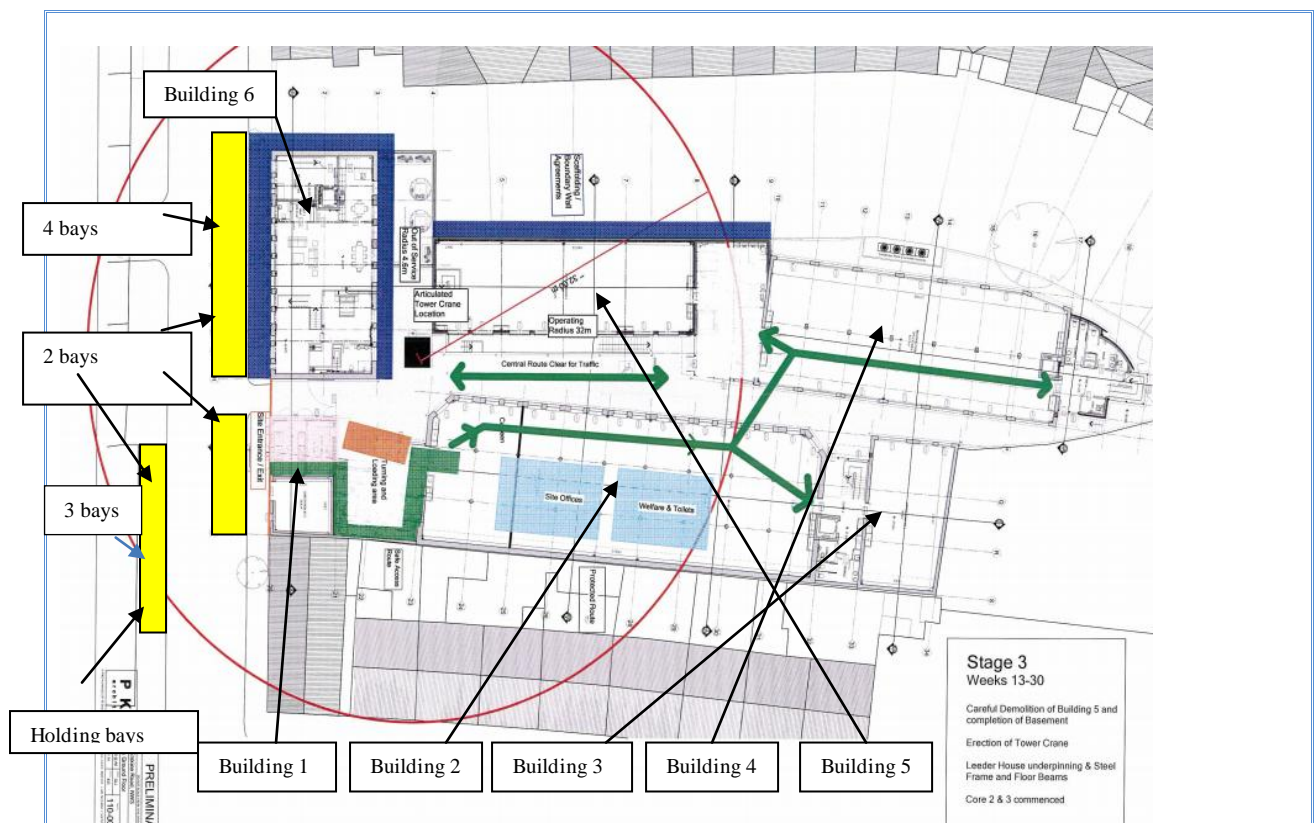 Building 6
4 bays
2 bays
3 bays
Holding bays
Building 1
Building 2
Building 3
Building 4
Building 5
Scaffolding /
Boundary Wall
Agreements
Out of Service
Radius 4.6m
Articulated
Tower Crane
Location
Operating
Radius 32m
Central Route Clear for Traffic
Site Entrance / Exit
Turning and
Loading area
Canteen
Site Offices
Welfare & Toilets
Safe Access
Route
Protected Route
Stage 3
Weeks 13-30
Careful Demolition of Building 5 and
completion of Basement
Erection of Tower Crane
Leeder House underpinning & Steel
Frame and Floor Beams
Core 2 & 3 commenced
P K
PRELIMINA
Ground Floor